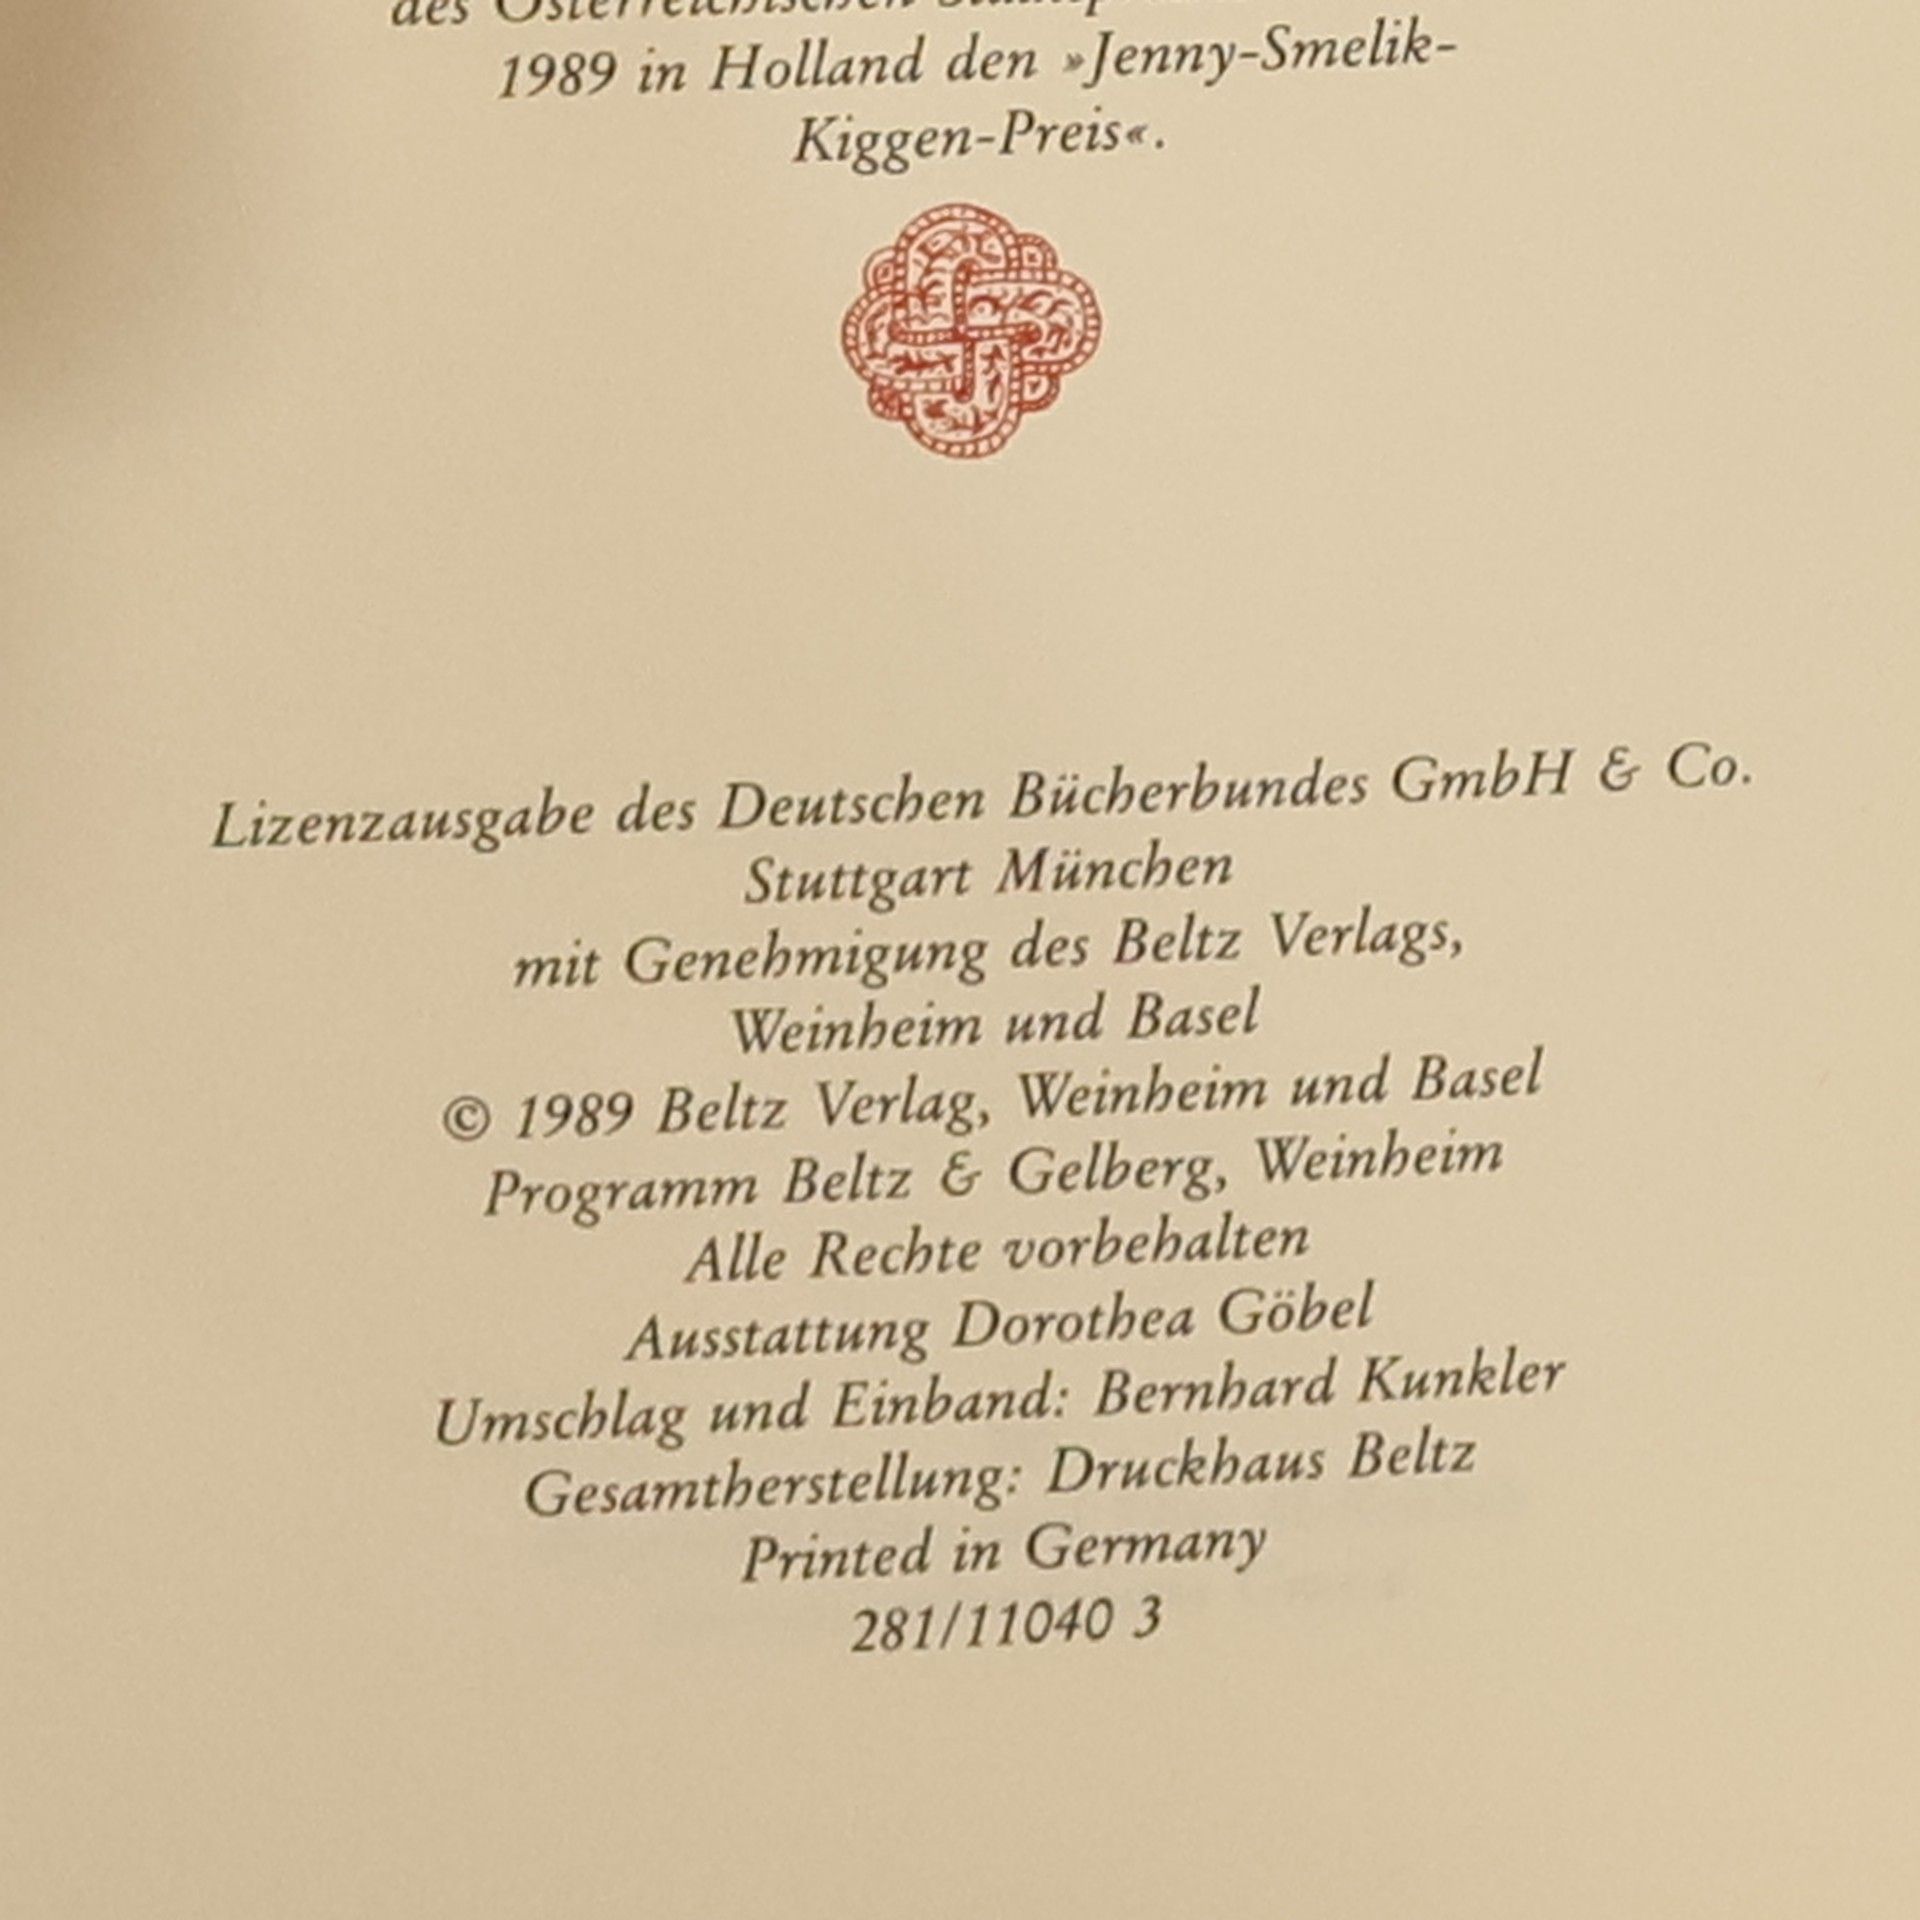 des Österreichischen
1989 in Holland den »Jenny-Smelik-
Kiggen-Preis«.
Lizenzausgabe des Deutschen Bücherbundes GmbH & Co.
Stuttgart München
mit Genehmigung des Beltz Verlags,
Weinheim und Basel
© 1989 Beltz Verlag, Weinheim und Basel
Programm Beltz & Gelberg, Weinheim
Alle Rechte vorbehalten
Ausstattung Dorothea Göbel
Umschlag und Einband: Bernhard Kunkler
Gesamtherstellung: Druckhaus Beltz
Printed in Germany
281/11040 3